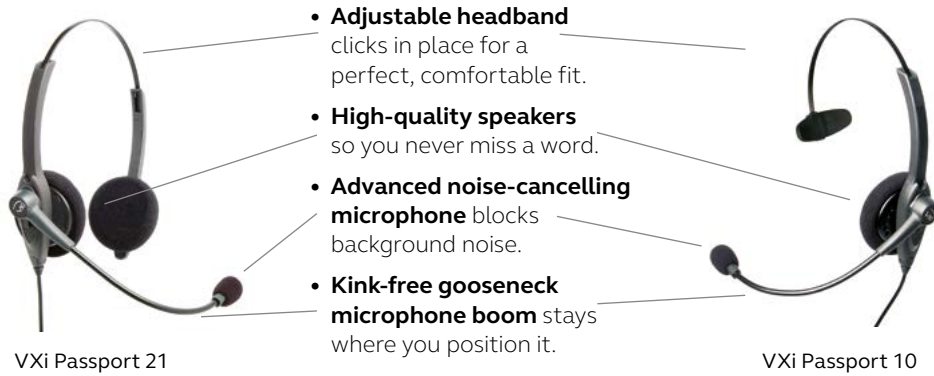 • Adjustable headband
clicks in place for a
perfect, comfortable fit.
• High-quality speakers
so you never miss a word.
• Advanced noise-cancelling
microphone blocks
background noise.
• Kink-free gooseneck
microphone boom stays
where you position it.
VXi Passport 21
VXi Passport 10